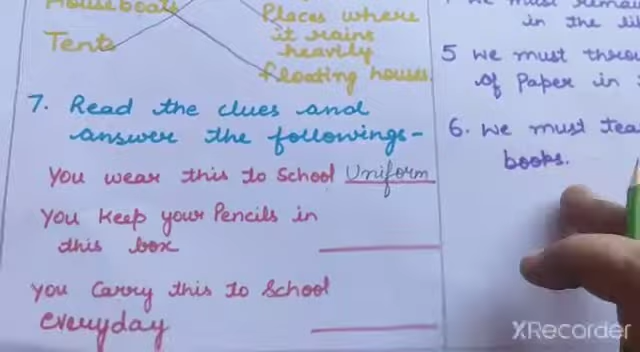 Houseboats
Tents
Places where
it rains
heavily
floating houses.
7. Read the clues and
answer the followings-
You wear this to School Uniform
You Keep your Pencils in
this box
You Carry this to School
everyday
in the
5 We must
of Paper in
6. We must
books.
XRecorder